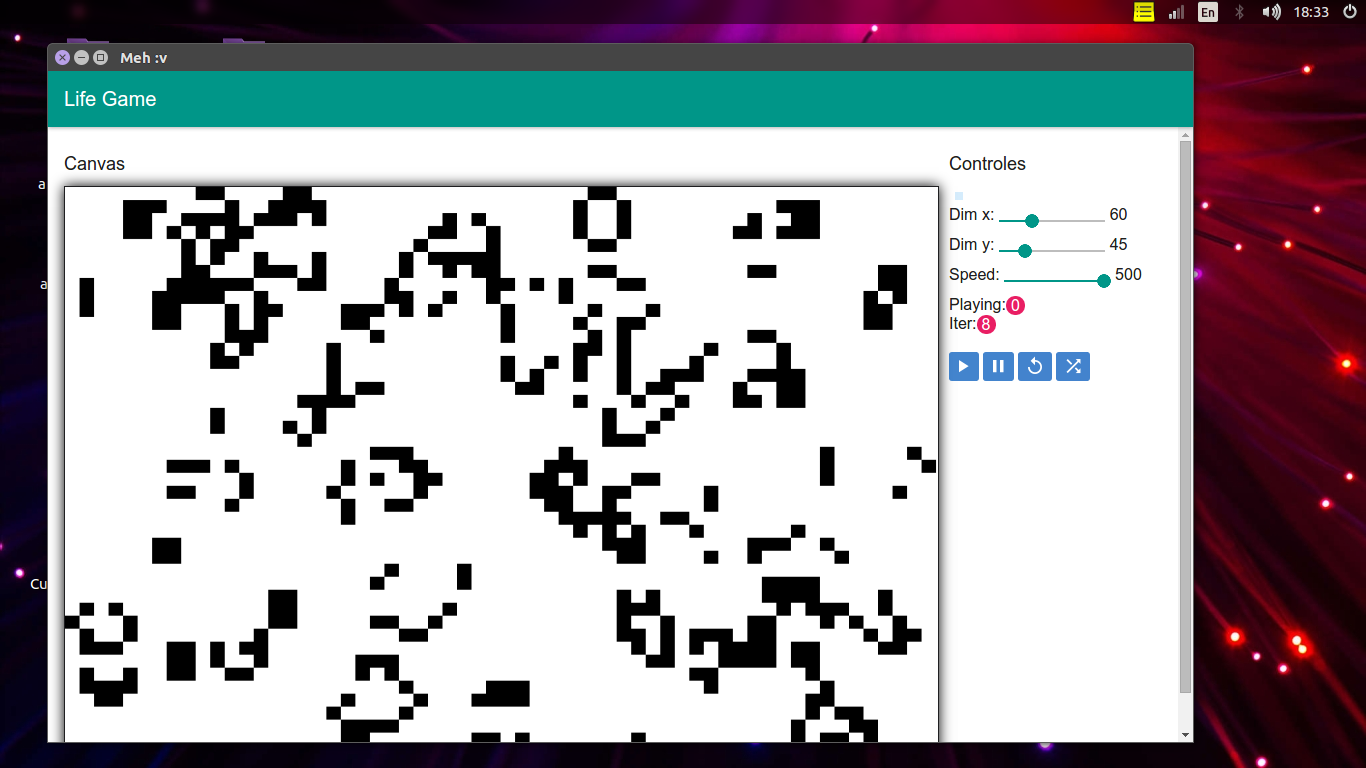 En 18:33
Meh :v
Life Game
Canvas
Controles
Dim x: 60
Dim y: 45
Speed: 500
Playing: 0
Iter: 8
a
a
Cu